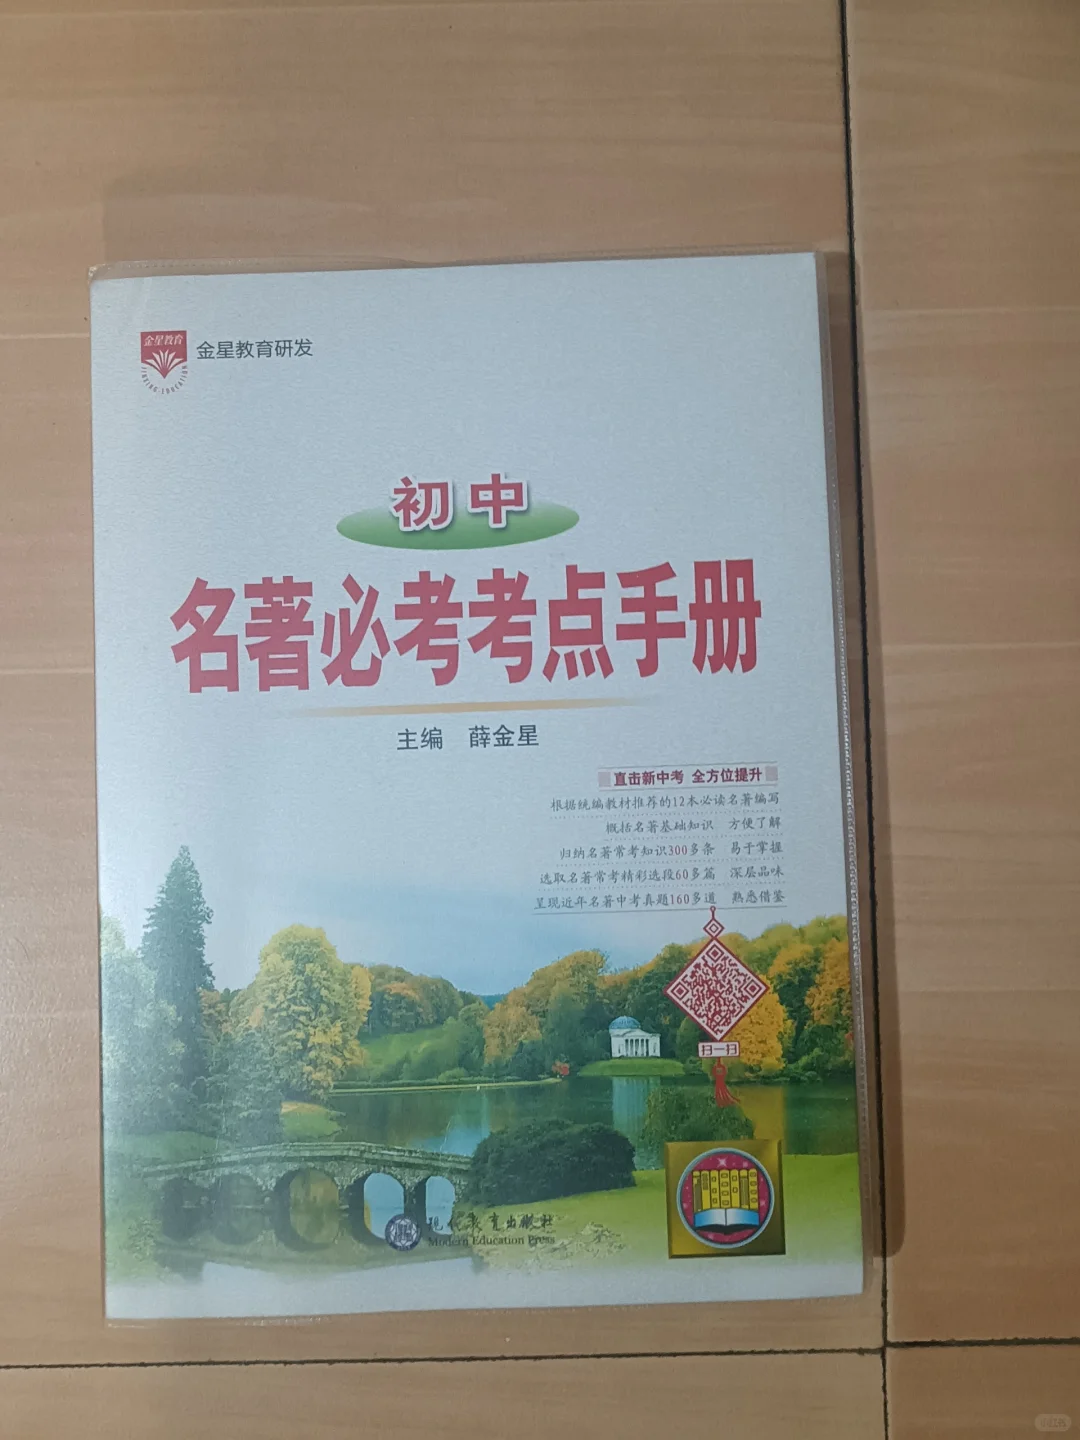 金星教育
JINXING EDUCATION
金星教育研发
初中
名著必考考点手册
主编 薛金星
直击新中考 全方位提升
根据统编教材推荐的12本必读名著编写
概括名著基础知识 方便了解
归纳名著常考知识300多条 易于掌握
选取名著常考精彩选段60多篇 深层品味
呈现近年名著中考真题160多道 熟悉借鉴
扫一扫
现代教育出版社
Modern Education Press